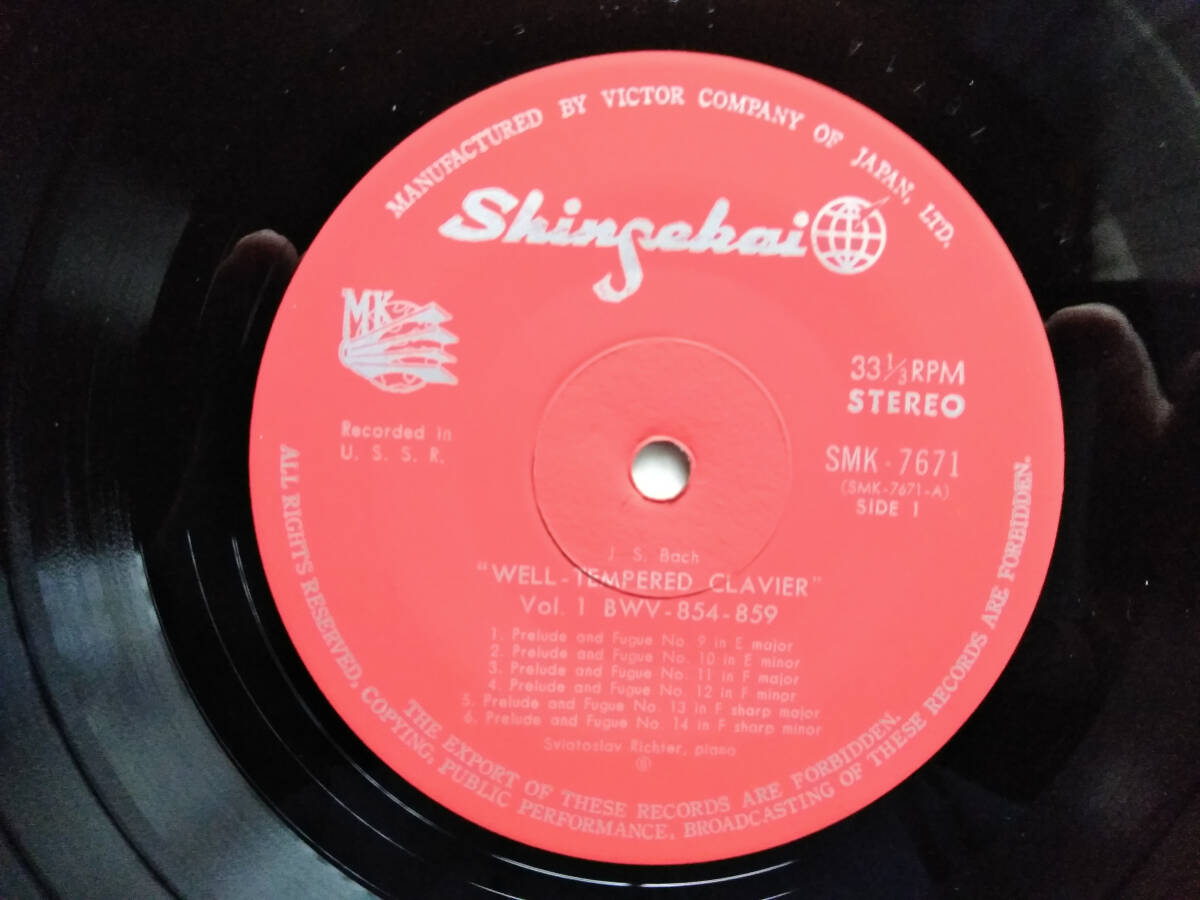 MANUFACTURED BY VICTOR COMPANY OF JAPAN, LTD.
Shinsekai
MK
33 1/3 RPM
STEREO
Recorded in
U. S. S. R.
SMK-7671
(SMK-7671-A)
SIDE 1
J. S. Bach
"WELL-TEMPERED CLAVIER"
Vol. 1 BWV-854-859
1. Prelude and Fugue No. 9 in E major
2. Prelude and Fugue No. 10 in E minor
3. Prelude and Fugue No. 11 in F major
4. Prelude and Fugue No. 12 in F minor
5. Prelude and Fugue No. 13 in F sharp major
6. Prelude and Fugue No. 14 in F sharp minor
Sviatoslav Richter, piano
Ⓟ
THE EXPORT OF THESE RECORDS ARE FORBIDDEN.
ALL RIGHTS RESERVED, COPYING, PUBLIC PERFORMANCE, BROADCASTING OF THESE RECORDS ARE FORBIDDEN.